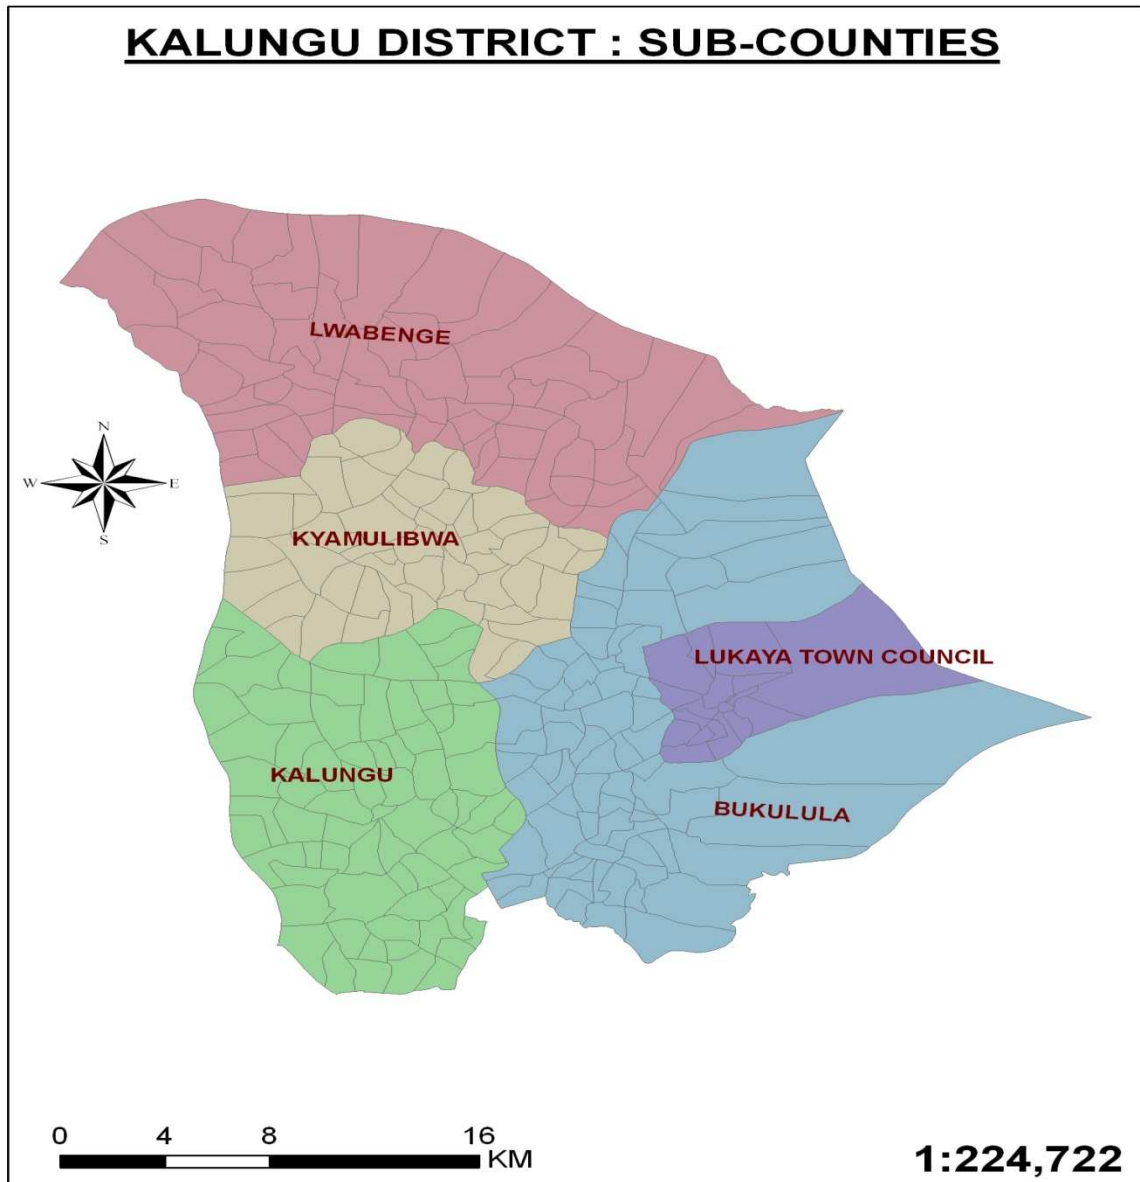 KALUNGU DISTRICT : SUB-COUNTIES
LWABENGE
N
W E
S
KYAMULIBWA
LUKAYA TOWN COUNCIL
KALUNGU
BUKULULA
0 4 8 16
KM
1:224,722